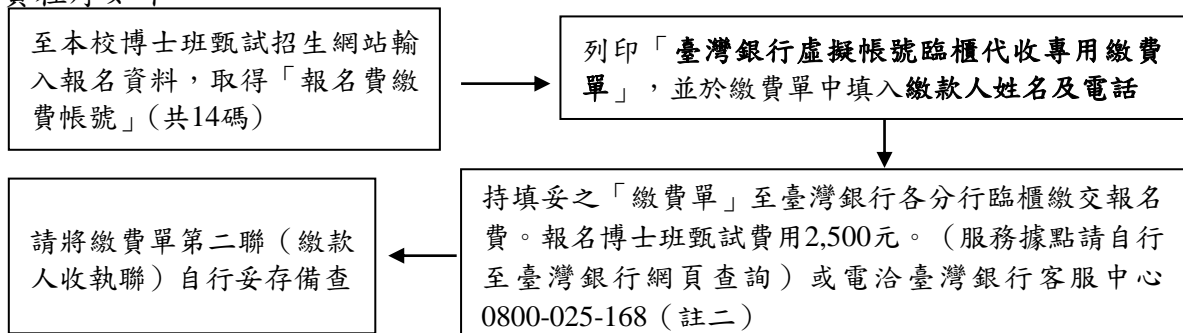 至本校博士班甄試招生網站輸
入報名資料，取得「報名費繳
費帳號」（共14碼）
列印「臺灣銀行虛擬帳號臨櫃代收專用繳費
單」，並於繳費單中填入繳款人姓名及電話
持填妥之「繳費單」至臺灣銀行各分行臨櫃繳交報名
費。報名博士班甄試費用2,500元。（服務據點請自行
至臺灣銀行網頁查詢）或電洽臺灣銀行客服中心
0800-025-168（註二）
請將繳費單第二聯（繳款
人收執聯）自行妥存備查